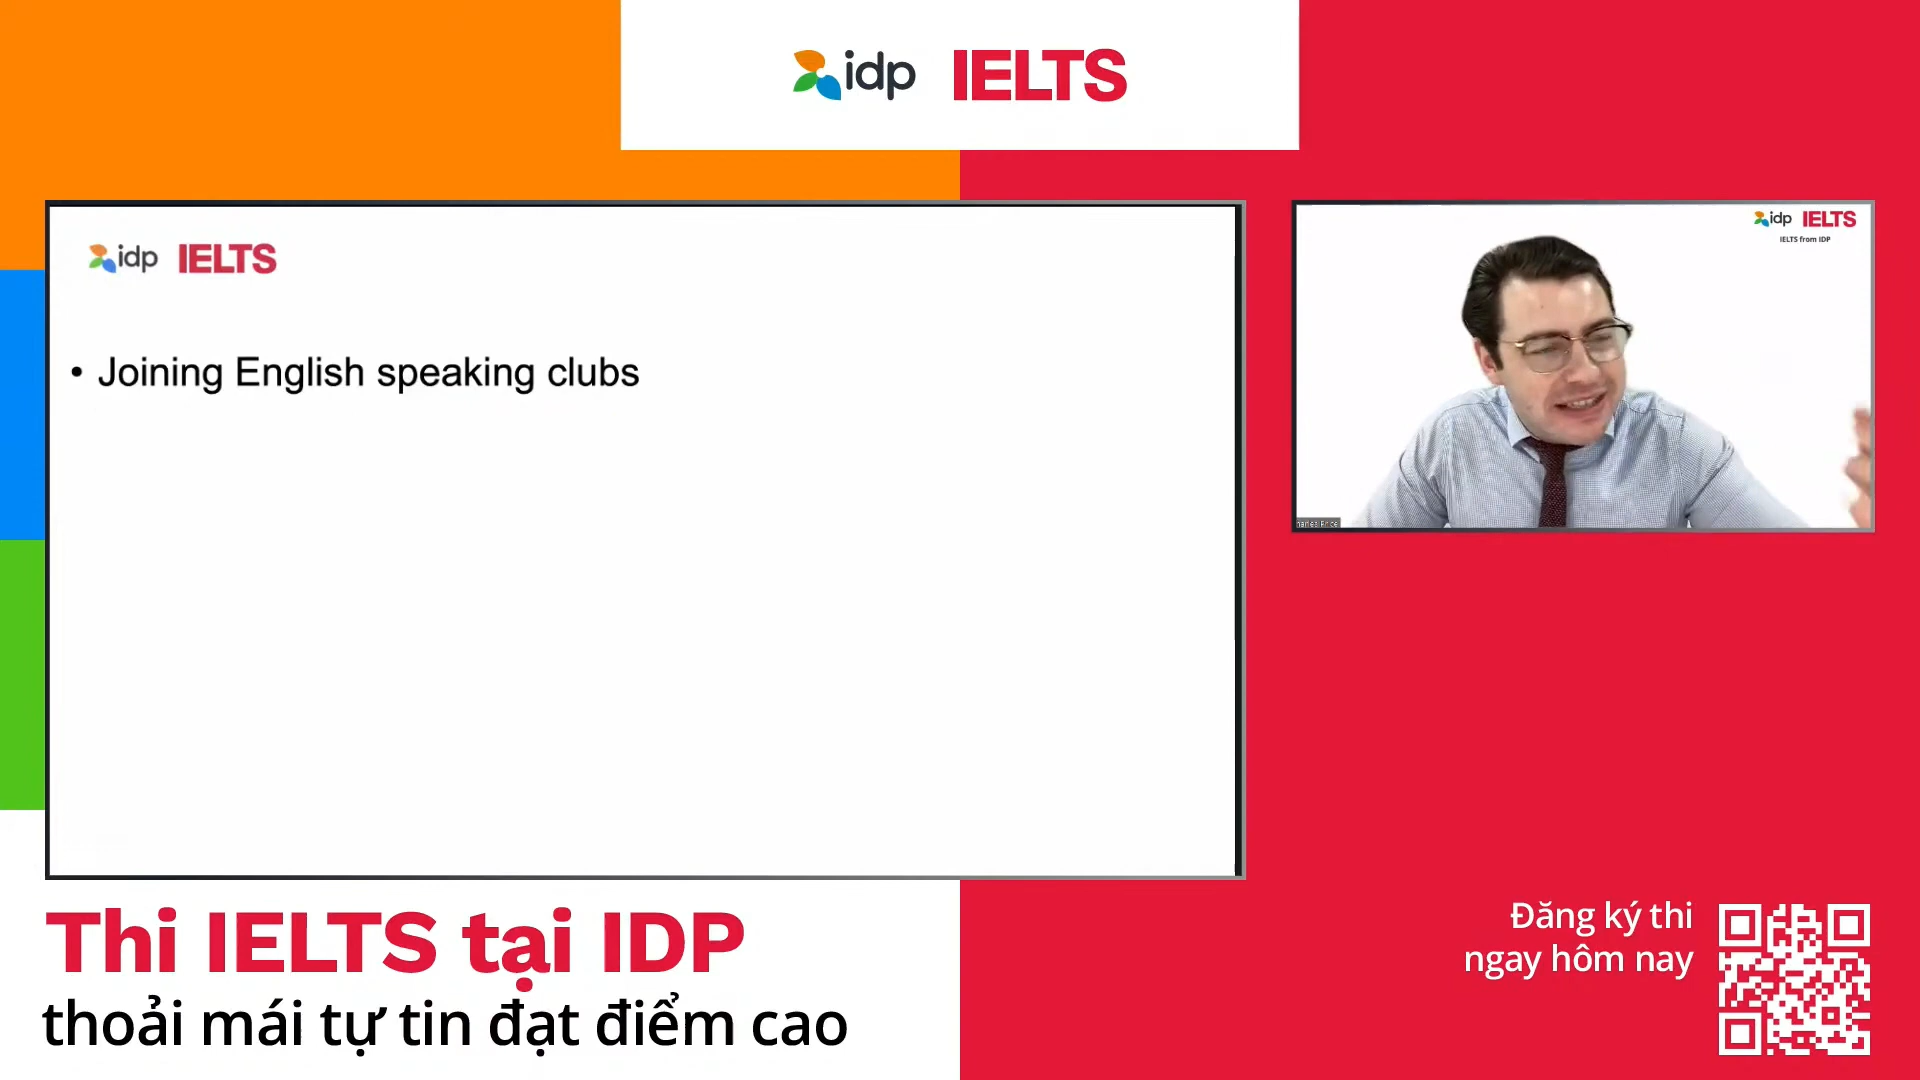 idp IELTS
idp IELTS
• Joining English speaking clubs
idp IELTS
IELTS from IDP
Thi IELTS tại IDP
thoải mái tự tin đạt điểm cao
Đăng ký thi
ngay hôm nay